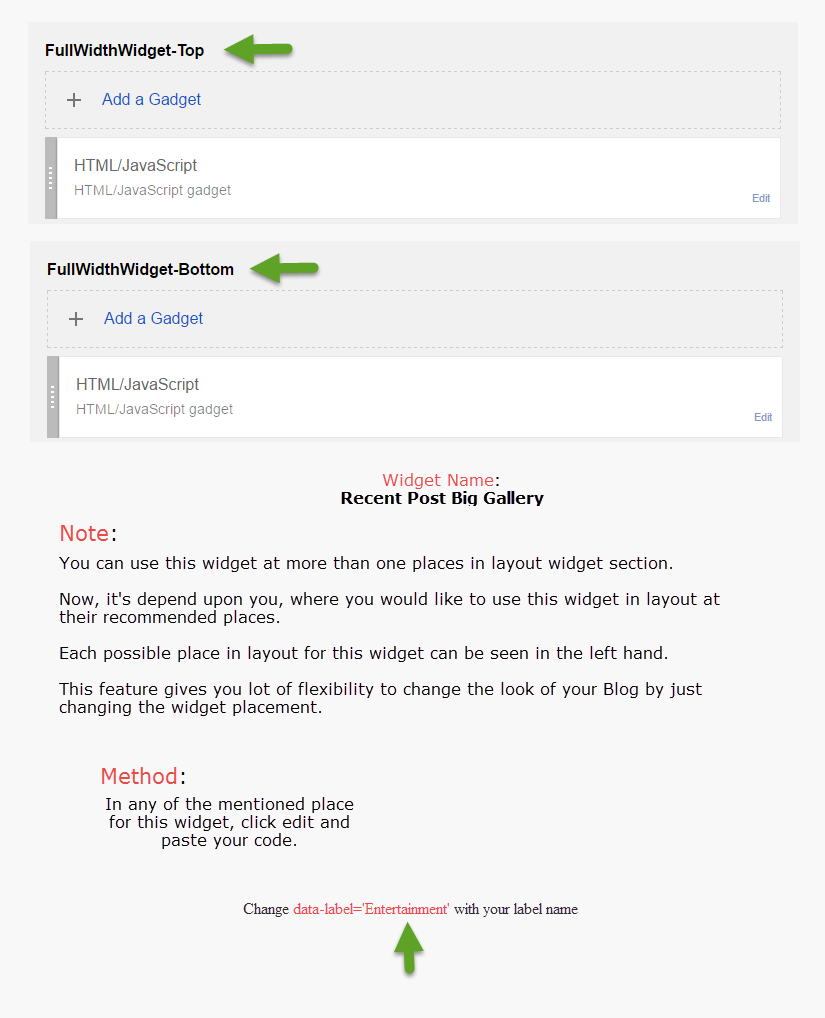 FullWidthWidget-Top
Add a Gadget
HTML/JavaScript
HTML/JavaScript gadget
Edit
FullWidthWidget-Bottom
Add a Gadget
HTML/JavaScript
HTML/JavaScript gadget
Edit
Widget Name:
Recent Post Big Gallery
Note:
You can use this widget at more than one places in layout widget section.
Now, it's depend upon you, where you would like to use this widget in layout at
their recommended places.
Each possible place in layout for this widget can be seen in the left hand.
This feature gives you lot of flexibility to change the look of your Blog by just
changing the widget placement.
Method:
In any of the mentioned place
for this widget, click edit and
paste your code.
Change data-label='Entertainment' with your label name